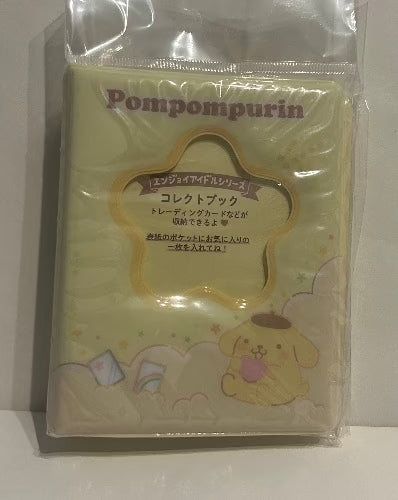 Pompompurin
エンジョイアイドルシリーズ
コレクトブック
トレーディングカードなどが
収納できるよ
表紙のポケットにお気に入りの
一枚を入れてね!